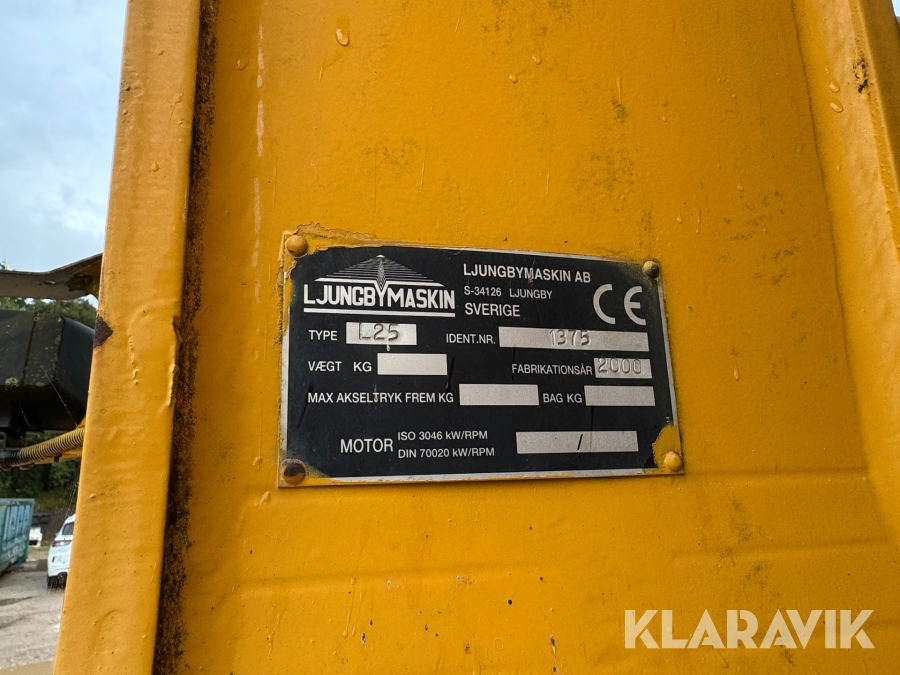 LJUNGBYMASKIN
LJUNGBYMASKIN AB
S-34126 LJUNGBY
SVERIGE
CE
TYPE L25 IDENT.NR. 1375
VÆGT KG FABRIKATIONSÅR 2000
MAX AKSELTRYK FREM KG BAG KG
MOTOR ISO 3046 kW/RPM /
DIN 70020 kW/RPM
KLARAVIK